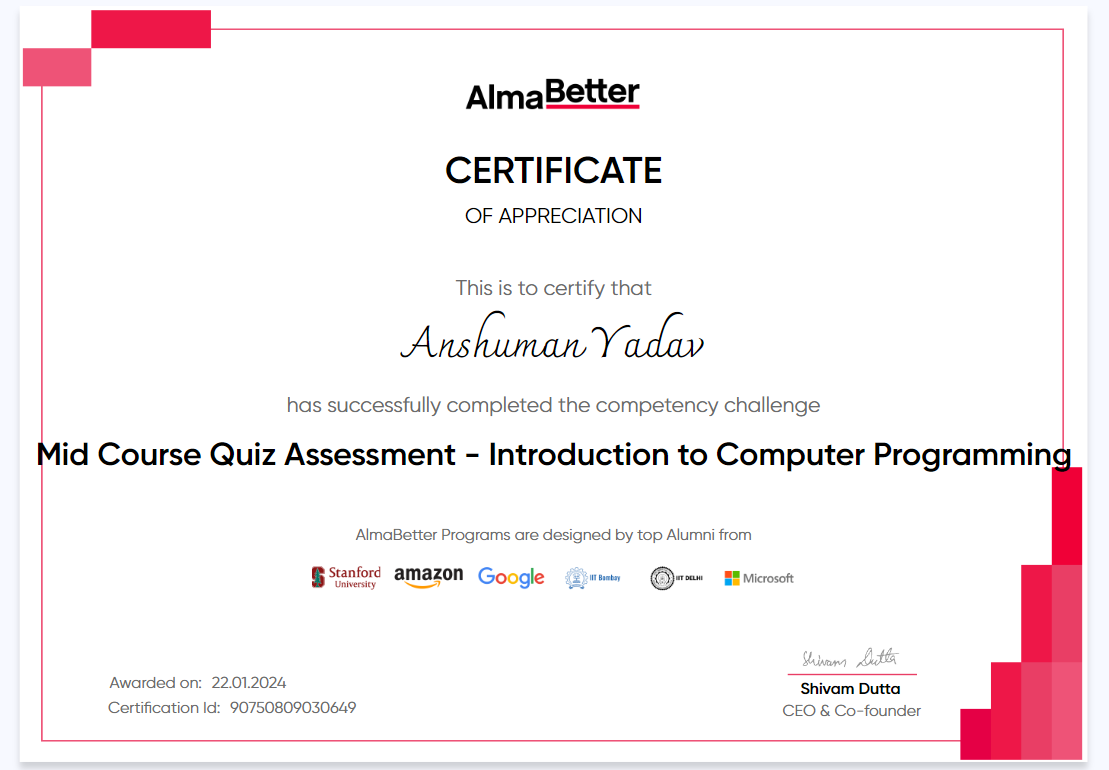 AlmaBetter
CERTIFICATE
OF APPRECIATION
This is to certify that
Anshuman Yadav
has successfully completed the competency challenge
Mid Course Quiz Assessment - Introduction to Computer Programming
AlmaBetter Programs are designed by top Alumni from
Stanford University amazon Google IIT Bombay IIT DELHI Microsoft
Shivam Dutta
Awarded on: 22.01.2024
Shivam Dutta
Certification Id: 90750809030649
CEO & Co-founder